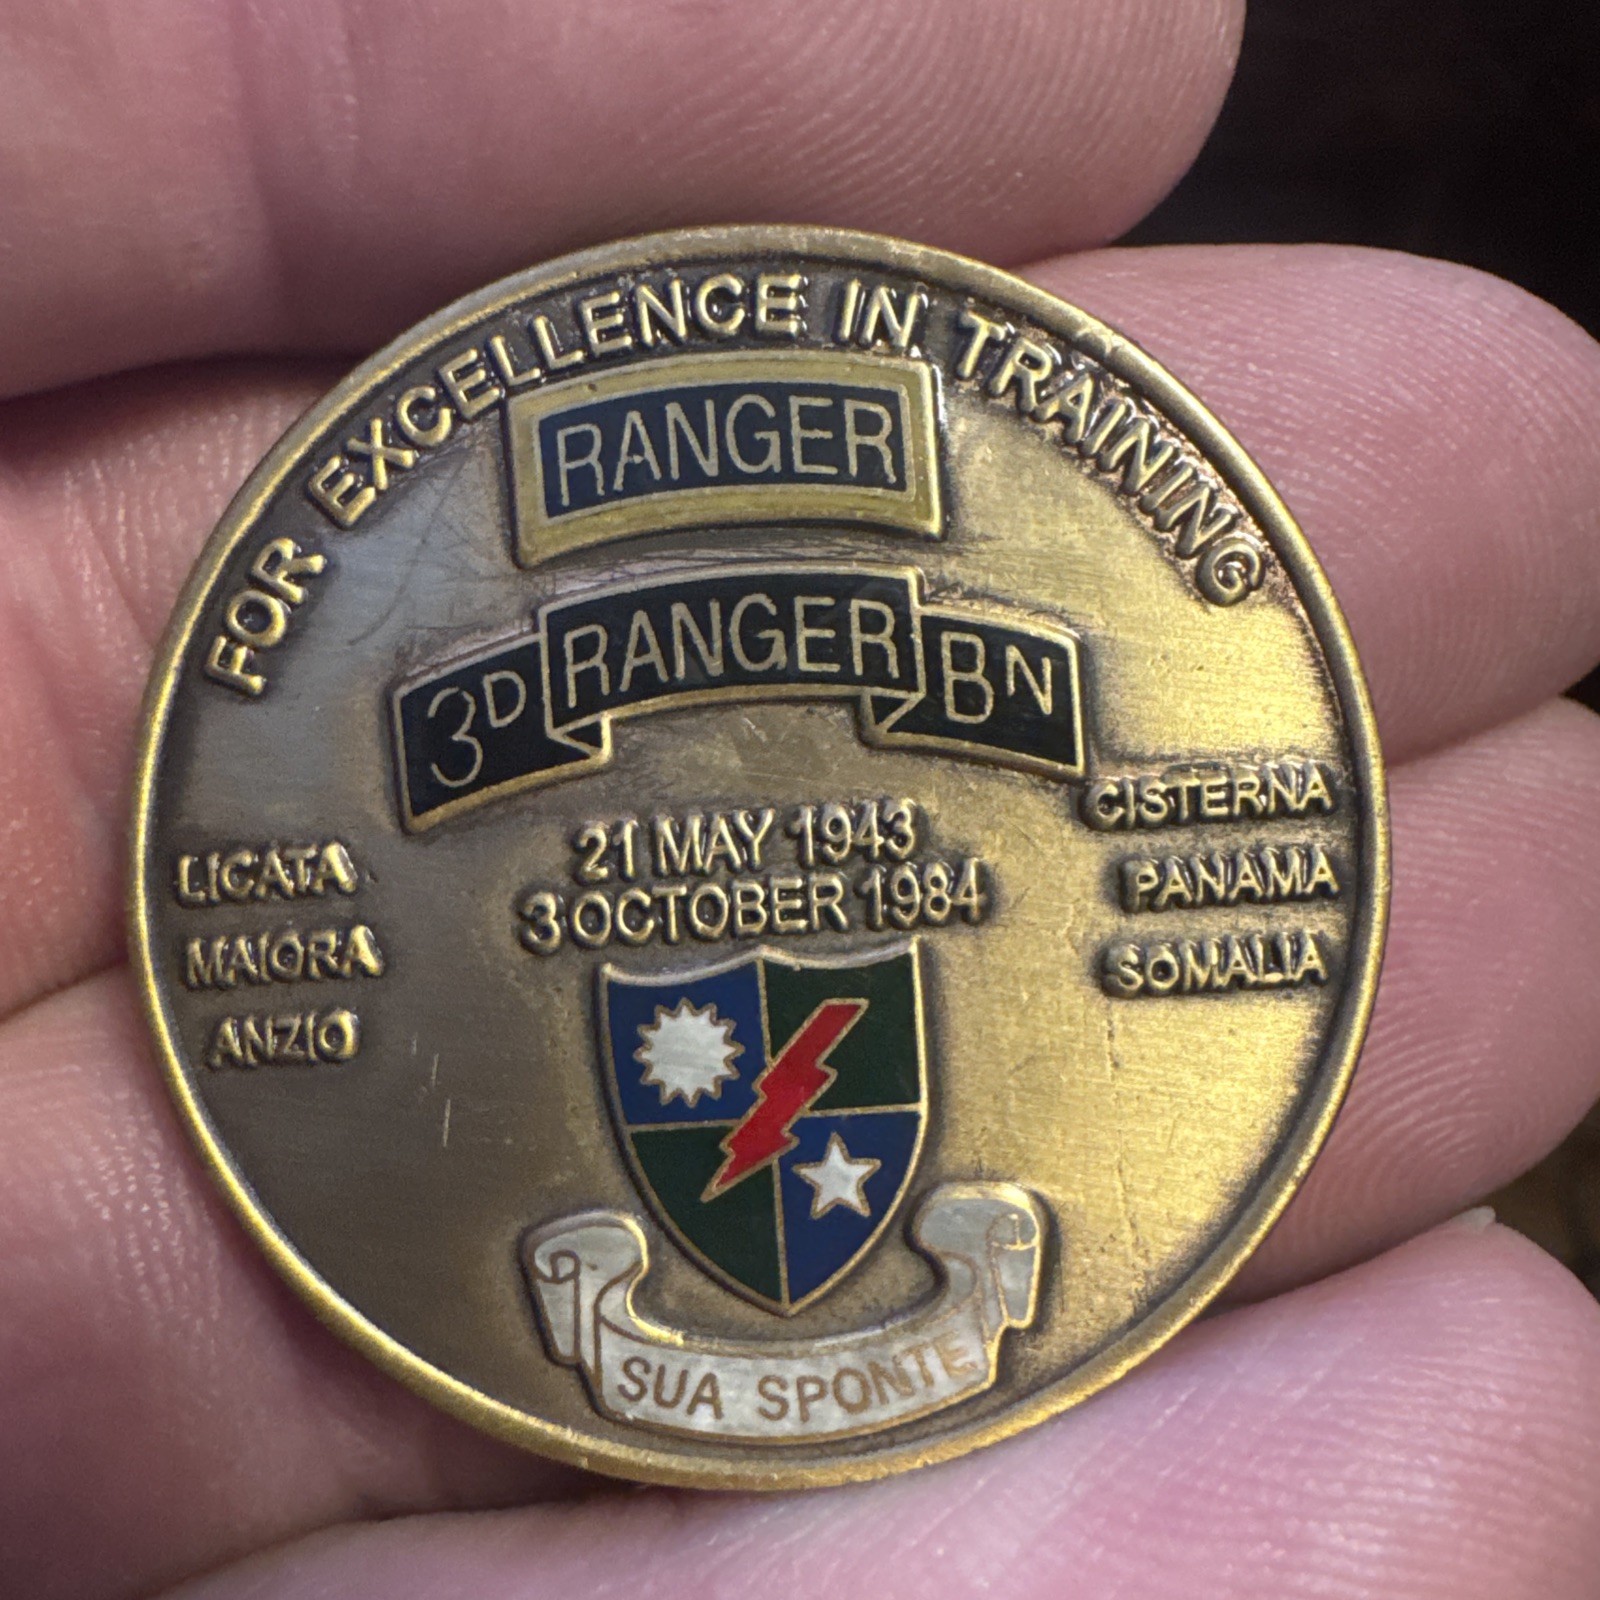 FOR EXCELLENCE IN TRAINING
RANGER
3D RANGER BN
21 MAY 1943
3 OCTOBER 1984
LICATA
MAIORA
ANZIO
CISTERNA
PANAMA
SOMALIA
SUA SPONTE